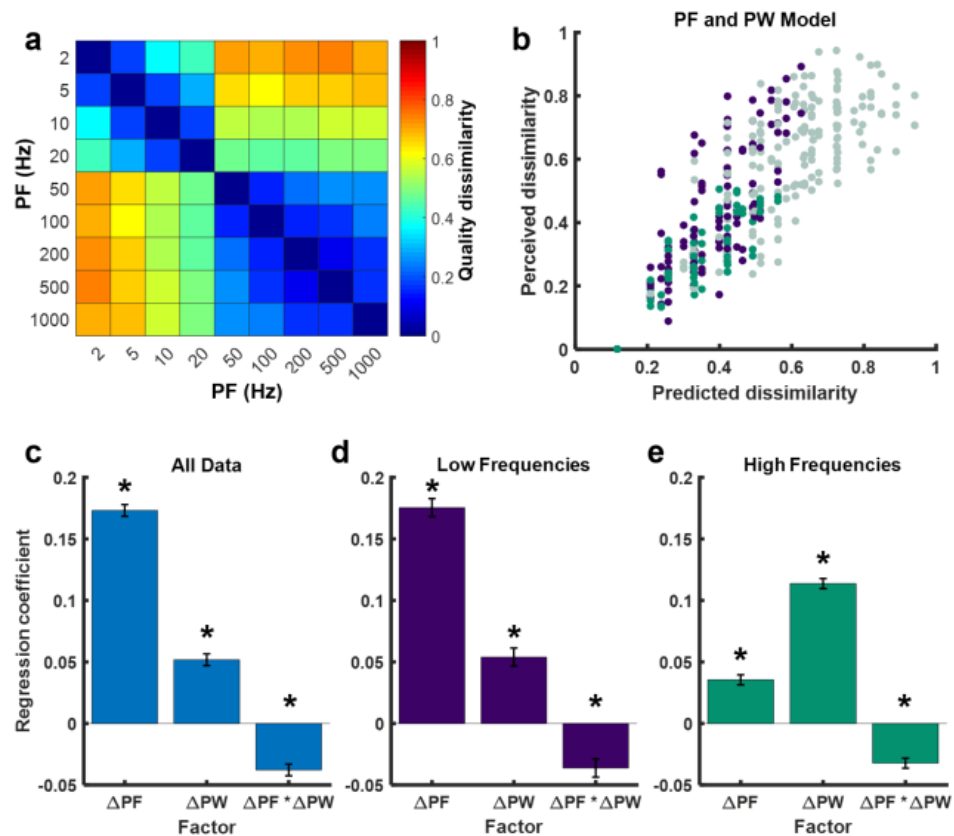 a
2
5
10
20
50
100
200
500
1000
PF (Hz)
2
5
10
20
50
100
200
500
1000
PF (Hz)
1
0.8
0.6
0.4
0.2
0
Quality dissimilarity
b
PF and PW Model
1
0.8
0.6
0.4
0.2
0
Perceived dissimilarity
0
0.2
0.4
0.6
0.8
1
Predicted dissimilarity
c
All Data
0.2
0.15
0.1
0.05
0
-0.05
Regression coefficient
*
*
*
ΔPF
ΔPW
ΔPF * ΔPW
Factor
d
Low Frequencies
0.2
0.15
0.1
0.05
0
-0.05
*
*
*
ΔPF
ΔPW
ΔPF * ΔPW
Factor
e
High Frequencies
0.2
0.15
0.1
0.05
0
-0.05
*
*
*
ΔPF
ΔPW
ΔPF * ΔPW
Factor